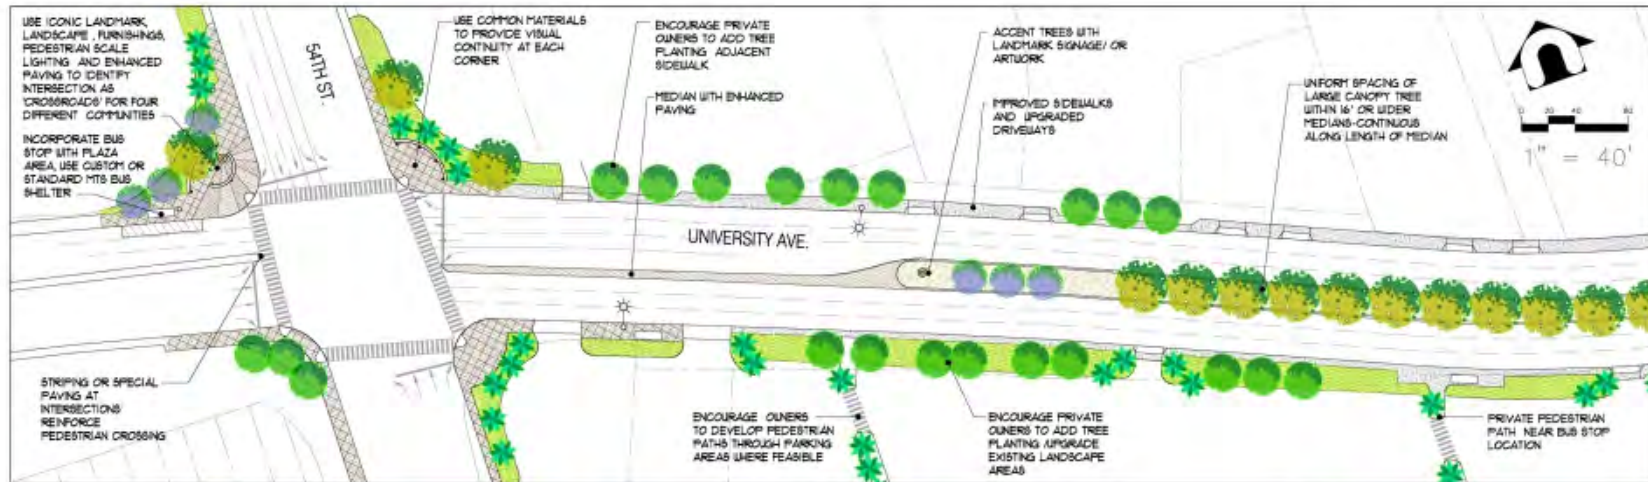 USE ICONIC LANDMARK,
LANDSCAPE, FURNISHINGS,
PEDESTRIAN SCALE
LIGHTING AND ENHANCED
PAVING TO IDENTIFY
INTERSECTION AS
'CROSSROADS' FOR FOUR
DIFFERENT COMMUNITIES
INCORPORATE BUS
STOP WITH PLAZA
AREA, USE CUSTOM OR
STANDARD MTS BUS
SHELTER
54TH ST.
USE COMMON MATERIALS
TO PROVIDE VISUAL
CONTINUITY AT EACH
CORNER
ENCOURAGE PRIVATE
OWNERS TO ADD TREE
PLANTING ADJACENT
SIDEWALK
MEDIAN WITH ENHANCED
PAVING
ACCENT TREES WITH
LANDMARK SIGNAGE/ OR
ARTWORK
IMPROVED SIDEWALKS
AND UPGRADED
DRIVEWAYS
UNIFORM SPACING OF
LARGE CANOPY TREE
WITHIN 16' OR WIDER
MEDIANS-CONTINUOUS
ALONG LENGTH OF MEDIAN
0 20 40 80
1" = 40'
UNIVERSITY AVE.
STRIPING OR SPECIAL
PAVING AT
INTERSECTIONS
REINFORCE
PEDESTRIAN CROSSING
ENCOURAGE OWNERS
TO DEVELOP PEDESTRIAN
PATHS THROUGH PARKING
AREAS WHERE FEASIBLE
ENCOURAGE PRIVATE
OWNERS TO ADD TREE
PLANTING /UPGRADE
EXISTING LANDSCAPE
AREAS
PRIVATE PEDESTRIAN
PATH NEAR BUS STOP
LOCATION